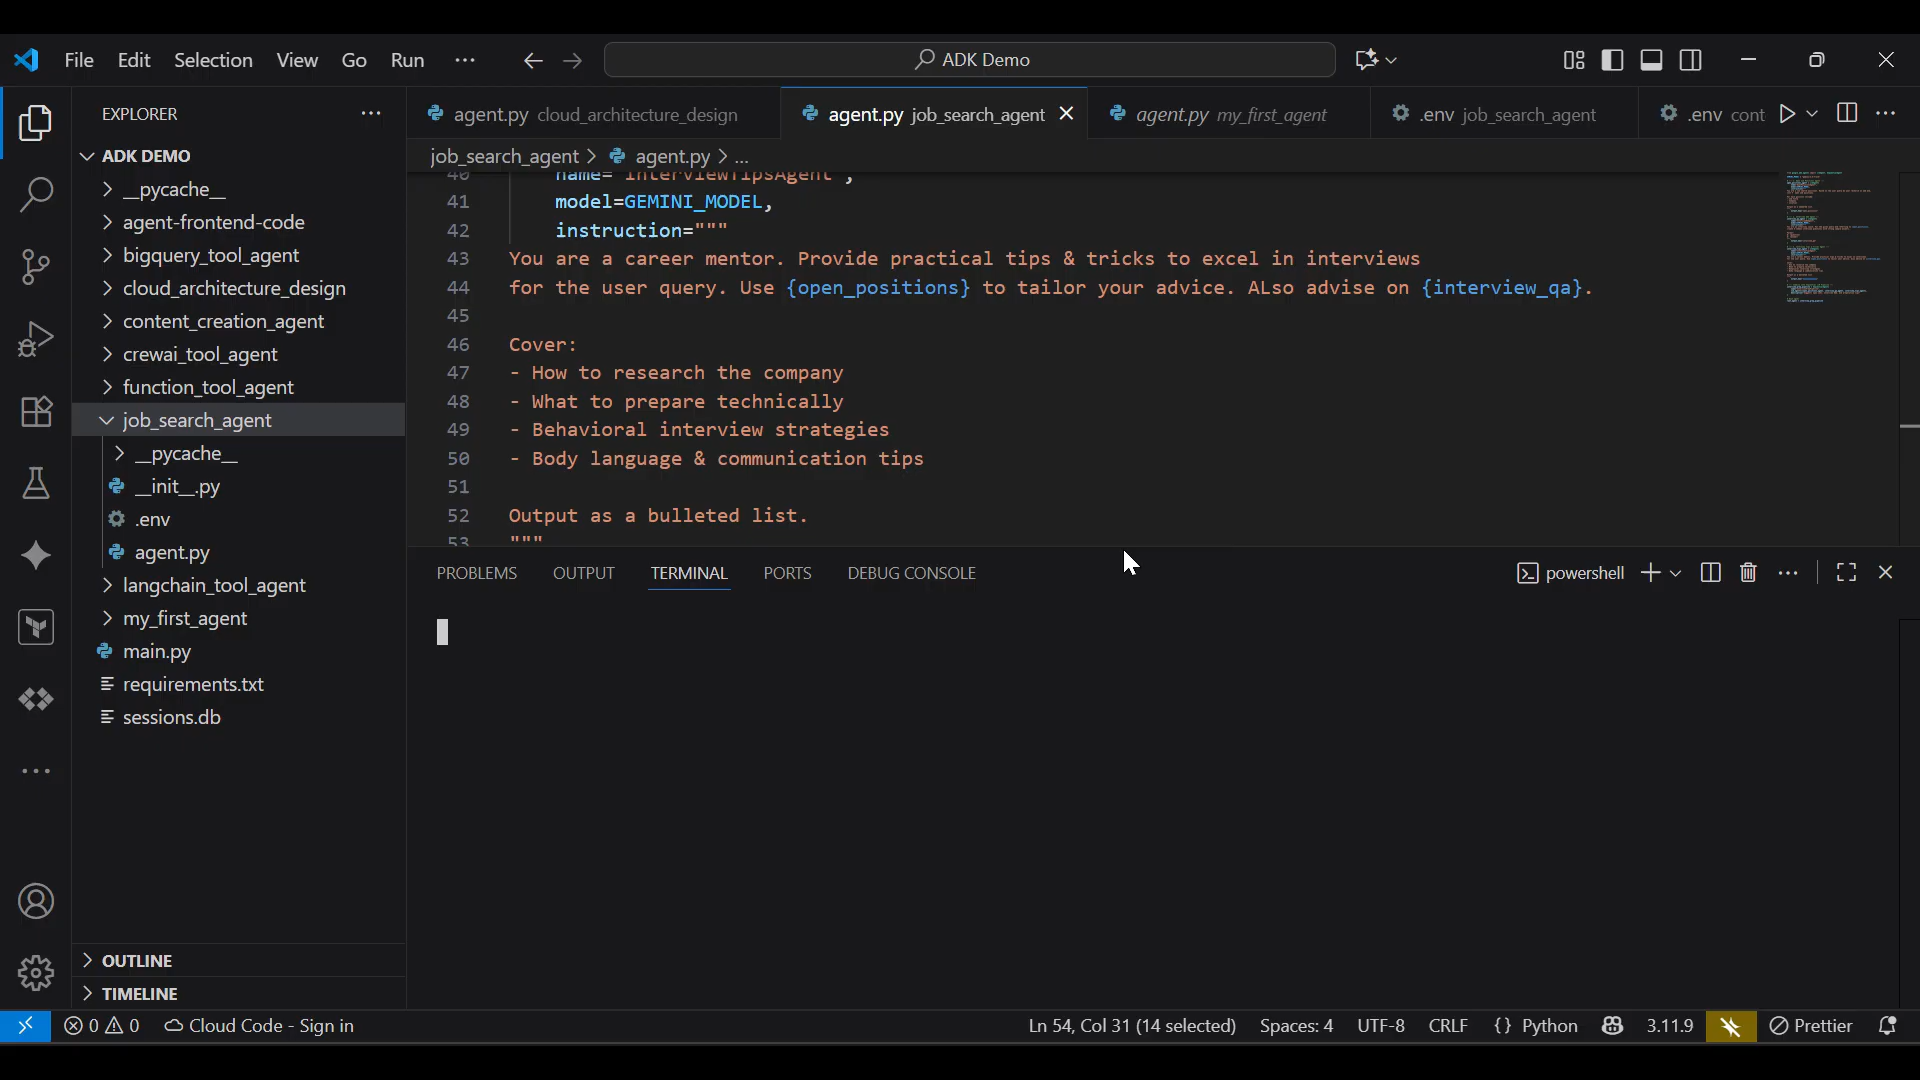 File Edit Selection View Go Run
ADK Demo
EXPLORER
ADK DEMO
__pycache__
agent-frontend-code
bigquery_tool_agent
cloud_architecture_design
content_creation_agent
crewai_tool_agent
function_tool_agent
job_search_agent
__pycache__
__init__.py
.env
agent.py
langchain_tool_agent
my_first_agent
main.py
requirements.txt
sessions.db
OUTLINE
TIMELINE
agent.py cloud_architecture_design
agent.py job_search_agent
agent.py my_first_agent
.env job_search_agent
.env cont
job_search_agent > agent.py > ...
40 name="InterviewTipsAgent",
41 model=GEMINI_MODEL,
42 instruction="""
43 You are a career mentor. Provide practical tips & tricks to excel in interviews
44 for the user query. Use {open_positions} to tailor your advice. ALso advise on {interview_qa}.
45
46 Cover:
47 - How to research the company
48 - What to prepare technically
49 - Behavioral interview strategies
50 - Body language & communication tips
51
52 Output as a bulleted list.
53 """
PROBLEMS OUTPUT TERMINAL PORTS DEBUG CONSOLE
powershell
0 0 Cloud Code - Sign in
Ln 54, Col 31 (14 selected) Spaces: 4 UTF-8 CRLF {} Python 3.11.9 Prettier